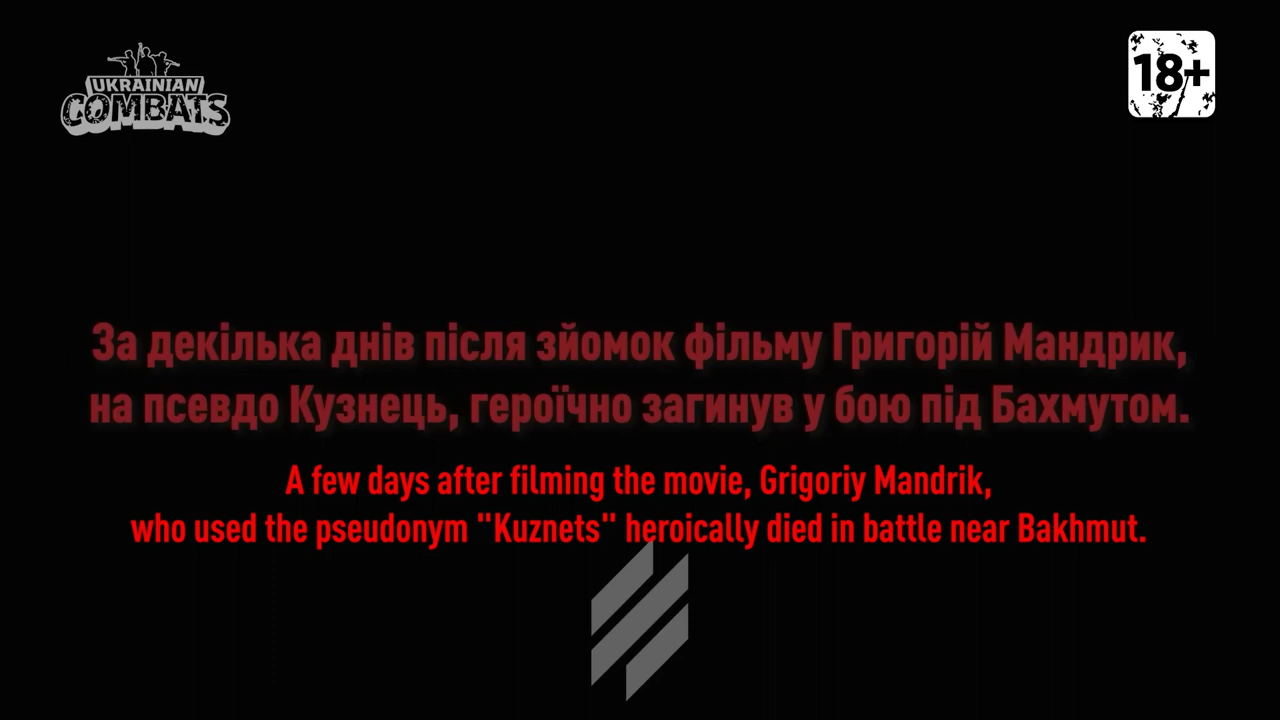 UKRAINIAN
COMBATS
18+
За декілька днів після зйомок фільму Григорій Мандрик,
на псевдо Кузнець, героїчно загинув у бою під Бахмутом.
A few days after filming the movie, Grigoriy Mandrik,
who used the pseudonym "Kuznets" heroically died in battle near Bakhmut.